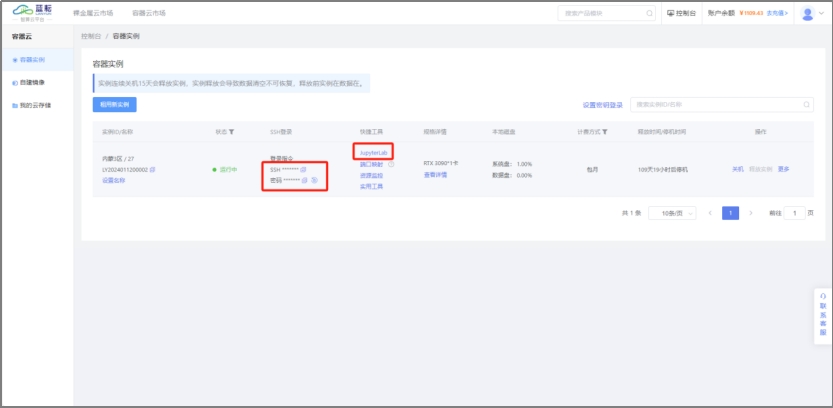 蓝耘
智算云平台
裸金属云市场
容器云市场
搜索产品模块
控制台
账户余额 ¥1109.43 去充值>
容器云
容器实例
自建镜像
我的云存储
控制台 / 容器实例
容器实例
实例连续关机15天会释放实例，实例释放会导致数据清空不可恢复，释放前实例在数据在。
租用新实例
设置密钥登录
搜索实例ID/名称
实例ID/名称
状态
SSH登录
快捷工具
规格详情
本地磁盘
计费方式
释放时间/停机时间
操作
内蒙3区 / 27
LY2024011200002
设置名称
运行中
登录指令
SSH *******
密码 *******
JupyterLab
路口映射
资源监控
实用工具
RTX 3090*1卡
查看详情
系统盘： 1.00%
数据盘： 0.00%
包月
109天19小时后停机
关机 释放实例 更多
共 1 条
10条/页
1
前往 1 页
联系客服